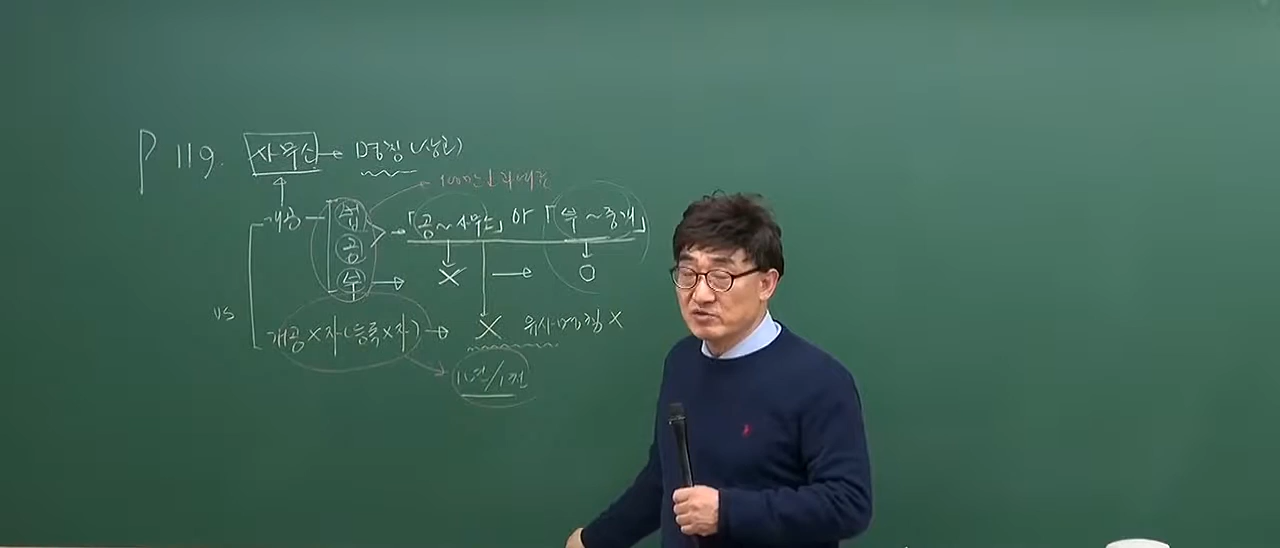 P 119. 사무소 → 명칭 (상호)
100만↓과태료
개공 법 → 「공~사무소」 or 「부~중개」
공
부 → X → O
vs
개공X자(등록X자) → X 유사명칭 X
1년/1천